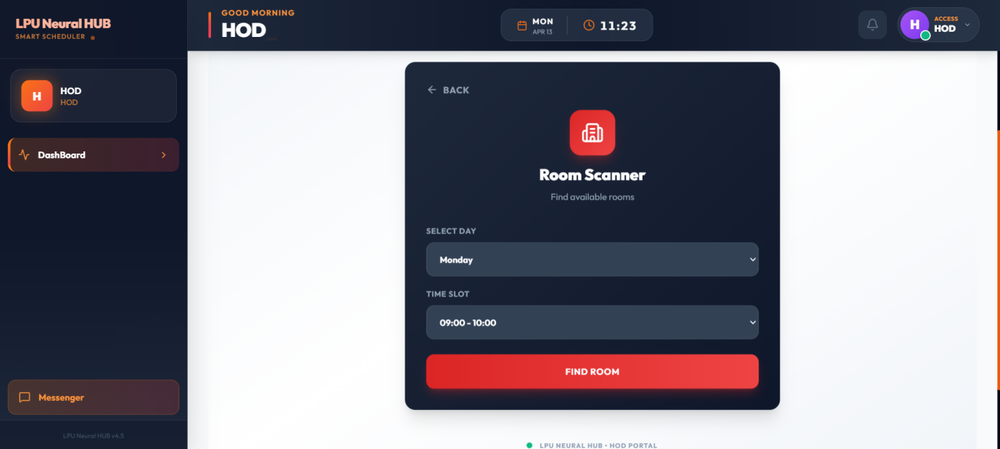 LPU Neural HUB
SMART SCHEDULER
H
HOD
HOD
DashBoard
Messenger
LPU Neural HUB v4.5
GOOD MORNING
HOD
MON
APR 13
11:23
H
ACCESS
HOD
BACK
Room Scanner
Find available rooms
SELECT DAY
Monday
TIME SLOT
09:00 - 10:00
FIND ROOM
LPU NEURAL HUB • HOD PORTAL